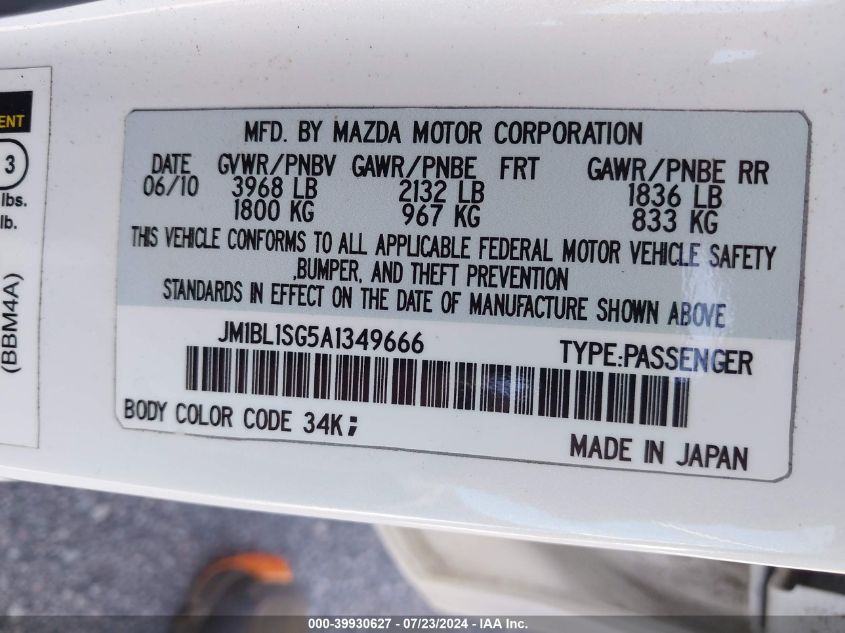 ENT
3
lbs.
lb.
(BBM4A)
MFD. BY MAZDA MOTOR CORPORATION
DATE GVWR/PNBV GAWR/PNBE FRT GAWR/PNBE RR
06/10 3968 LB 2132 LB 1836 LB
1800 KG 967 KG 833 KG
THIS VEHICLE CONFORMS TO ALL APPLICABLE FEDERAL MOTOR VEHICLE SAFETY
,BUMPER, AND THEFT PREVENTION
STANDARDS IN EFFECT ON THE DATE OF MANUFACTURE SHOWN ABOVE
JM1BL1SG5A1349666 TYPE:PASSENGER
BODY COLOR CODE 34K;
MADE IN JAPAN
000-39930627 - 07/23/2024 - IAA Inc.